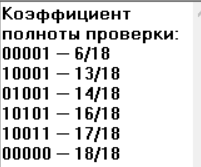 Коэффициент
полноты проверки:
00001 — 6/18
10001 — 13/18
01001 — 14/18
10101 — 16/18
10011 — 17/18
00000 — 18/18